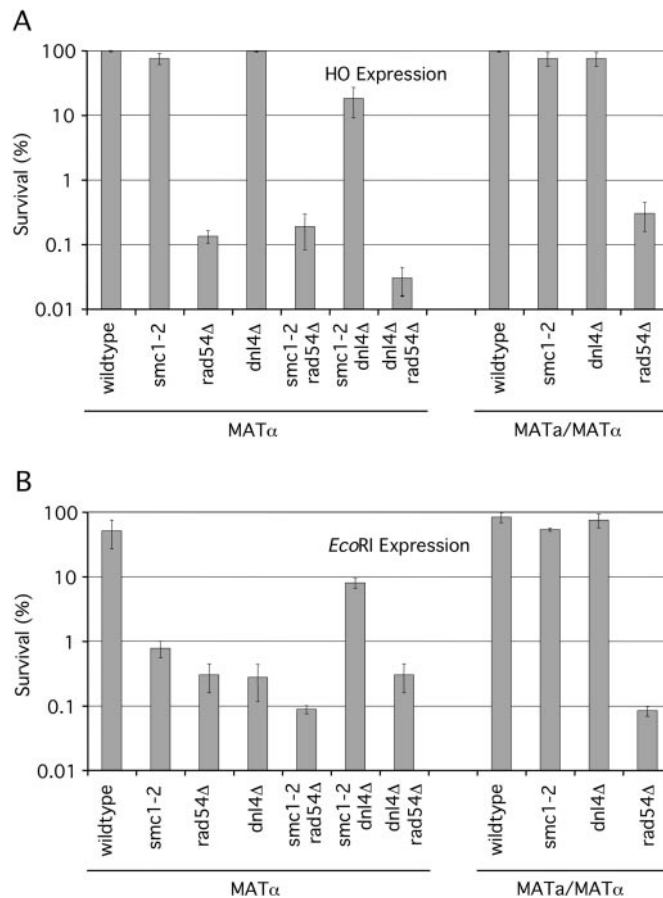 A
100
10
1
0.1
0.01
Survival (%)
HO Expression
wildtype
smc1-2
rad54Δ
dnl4Δ
smc1-2
rad54Δ
smc1-2
dnl4Δ
dnl4Δ
rad54Δ
wildtype
smc1-2
dnl4Δ
rad54Δ
MATα
MATa/MATα
B
100
10
1
0.1
0.01
Survival (%)
EcoRI Expression
wildtype
smc1-2
rad54Δ
dnl4Δ
smc1-2
rad54Δ
smc1-2
dnl4Δ
dnl4Δ
rad54Δ
wildtype
smc1-2
dnl4Δ
rad54Δ
MATα
MATa/MATα